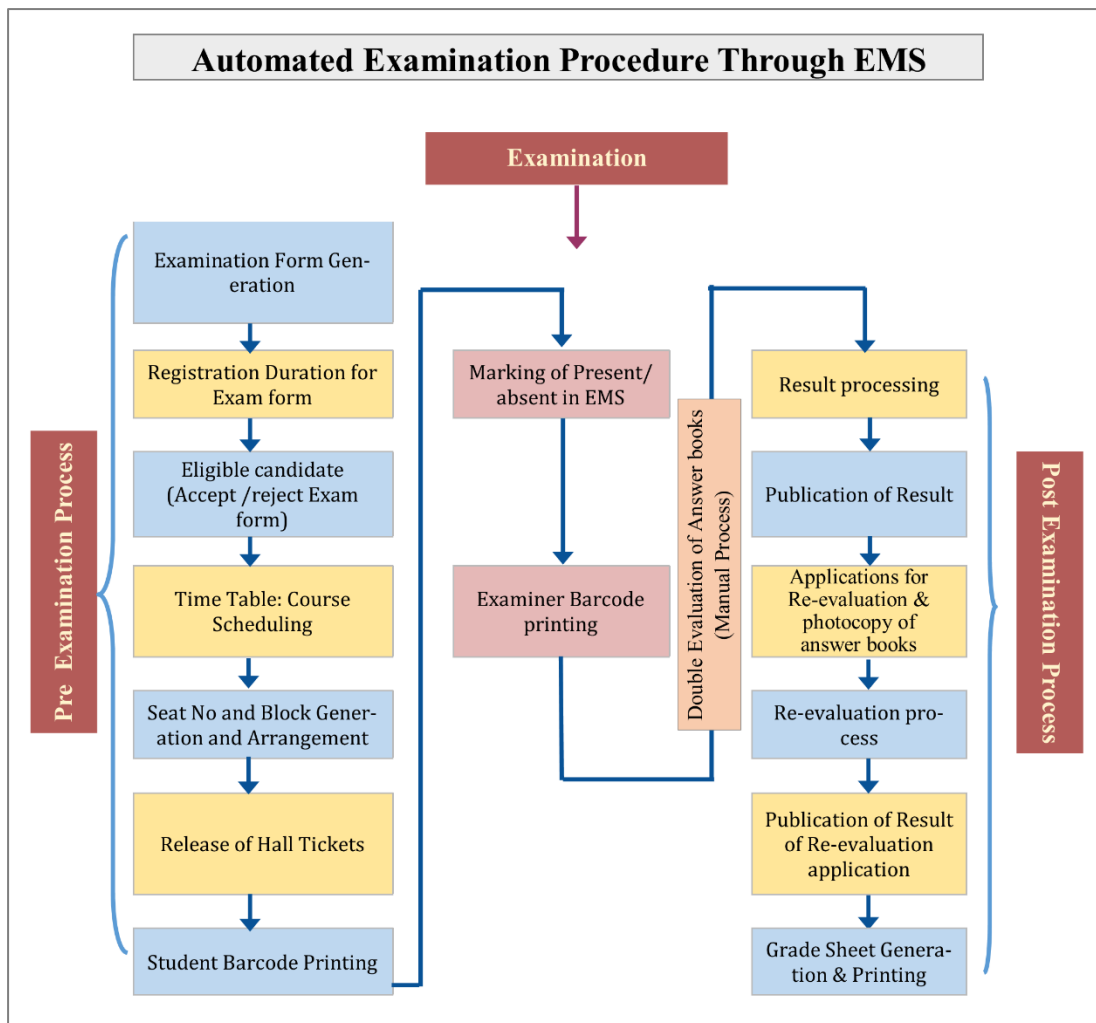 Automated Examination Procedure Through EMS
Examination
Pre Examination Process
Examination Form Gen-
eration
Registration Duration for
Exam form
Eligible candidate
(Accept /reject Exam
form)
Time Table: Course
Scheduling
Seat No and Block Gener-
ation and Arrangement
Release of Hall Tickets
Student Barcode Printing
Marking of Present/
absent in EMS
Examiner Barcode
printing
Double Evaluation of Answer books
(Manual Process)
Result processing
Publication of Result
Applications for
Re-evaluation &
photocopy of
answer books
Re-evaluation pro-
cess
Publication of Result
of Re-evaluation
application
Grade Sheet Genera-
tion & Printing
Post Examination Process